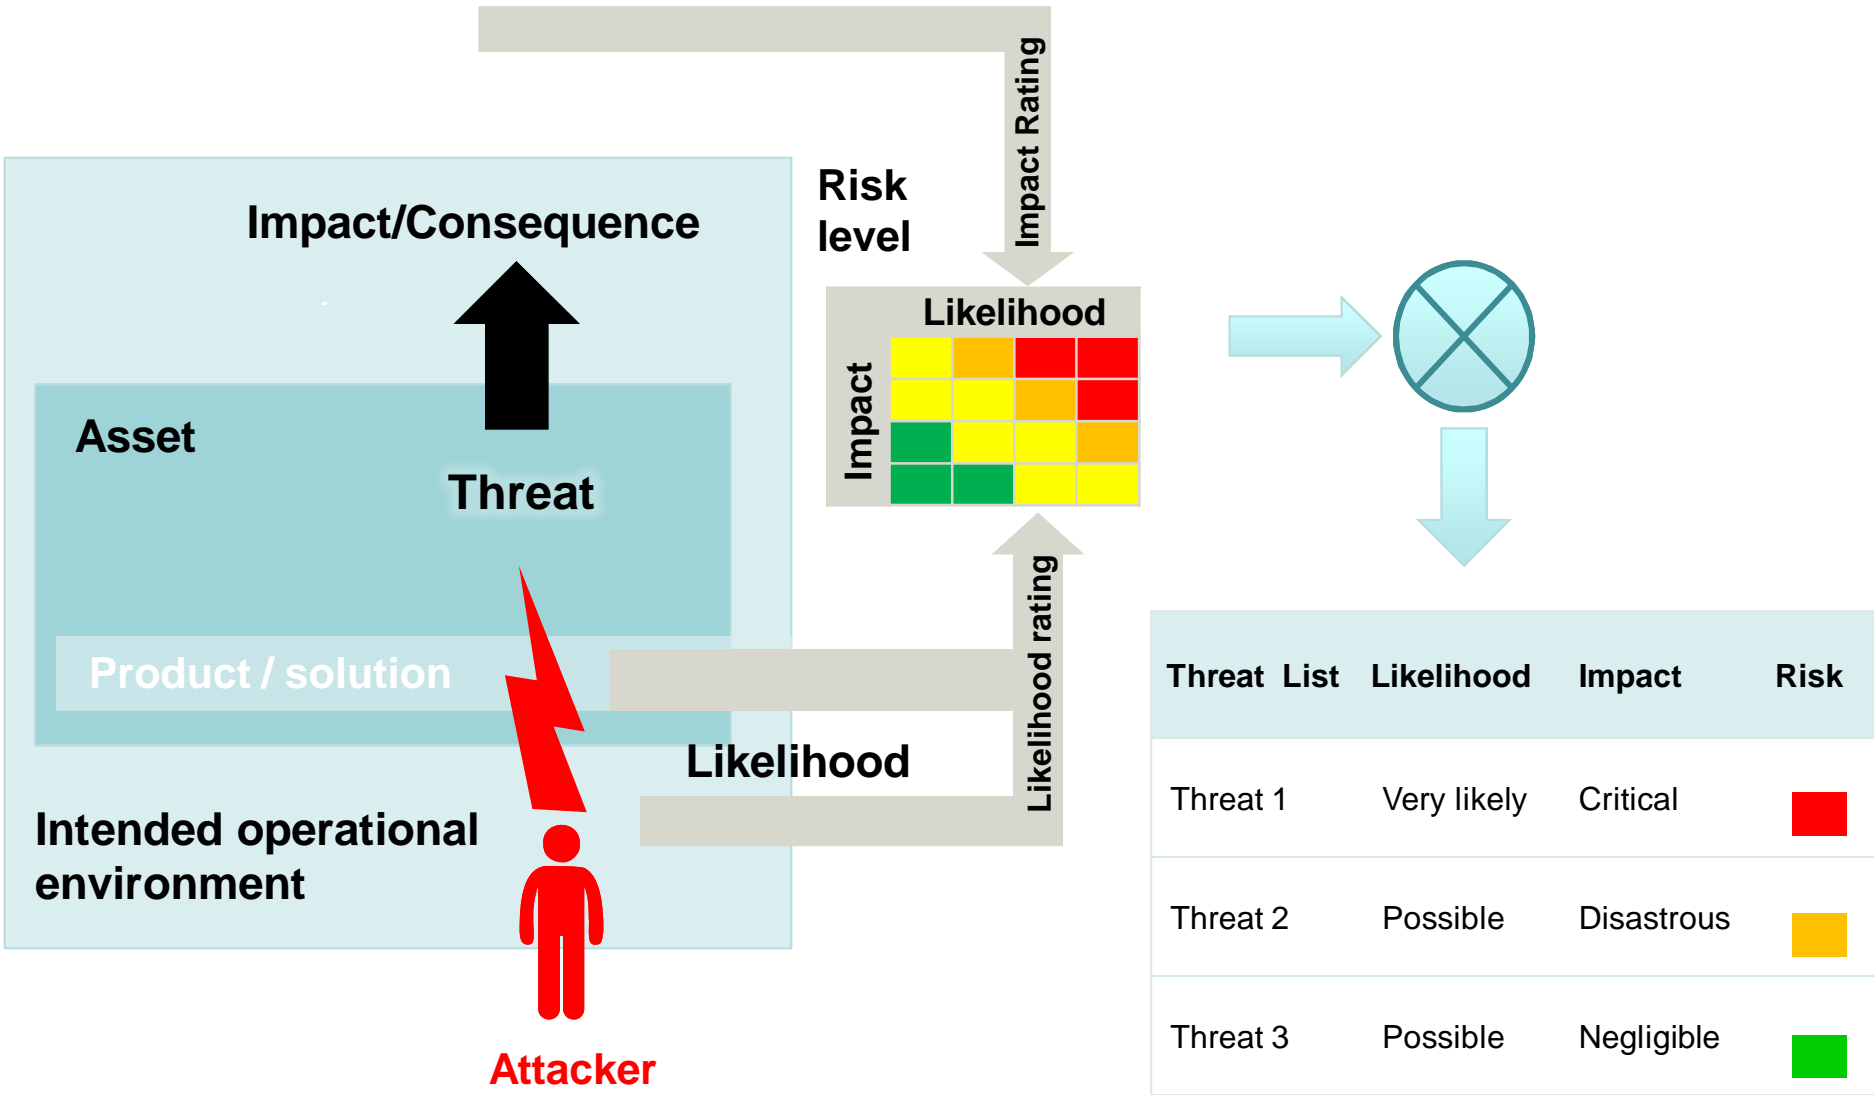 Impact Rating
Risk
level
Impact/Consequence
Likelihood
Impact
Asset
Threat
Product / solution
Likelihood rating
Likelihood
Intended operational
environment
Attacker
Threat List Likelihood Impact Risk
Threat 1 Very likely Critical
Threat 2 Possible Disastrous
Threat 3 Possible Negligible